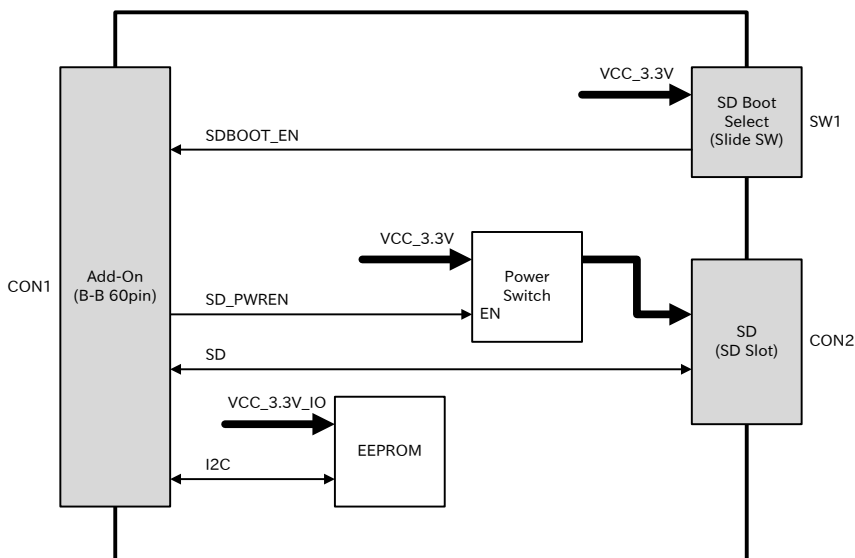 VCC_3.3V
SD Boot
Select
(Slide SW)
SW1
SDBOOT_EN
VCC_3.3V
Power
Switch
EN
CON1
Add-On
(B-B 60pin)
SD_PWREN
SD
(SD Slot)
CON2
SD
VCC_3.3V_IO
EEPROM
I2C